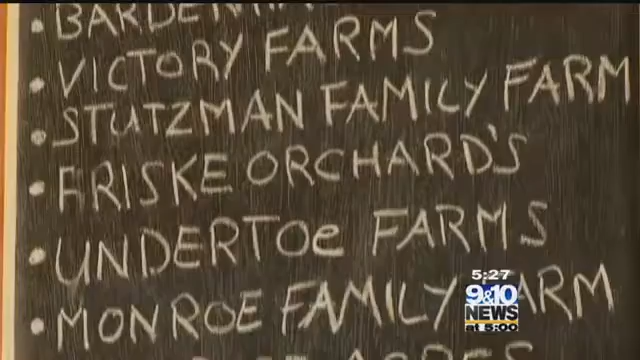 • VICTORY FARMS
• STUTZMAN FAMILY FARM
• FRISKE ORCHARD'S
• UNDERTOe FARMS
• MONROE FAMILY FARM
ACRES
5:27
9&10
NEWS
at 5:00